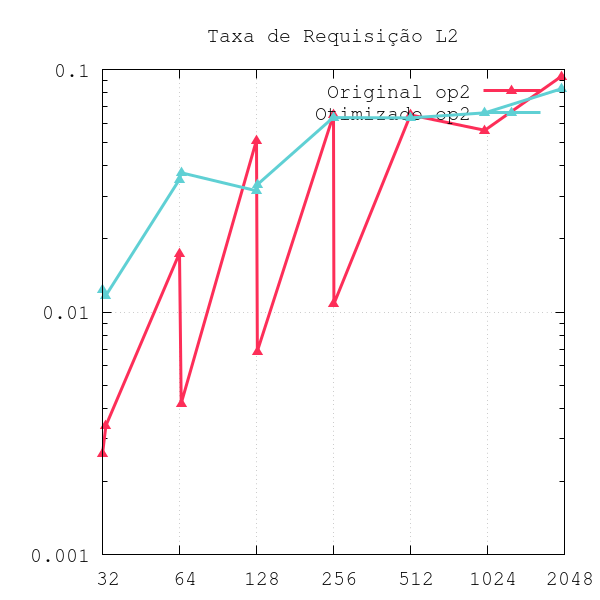 Taxa de Requisição L2
0.1
Original op2
Otimizado op2
0.01
0.001
32 64 128 256 512 1024 2048